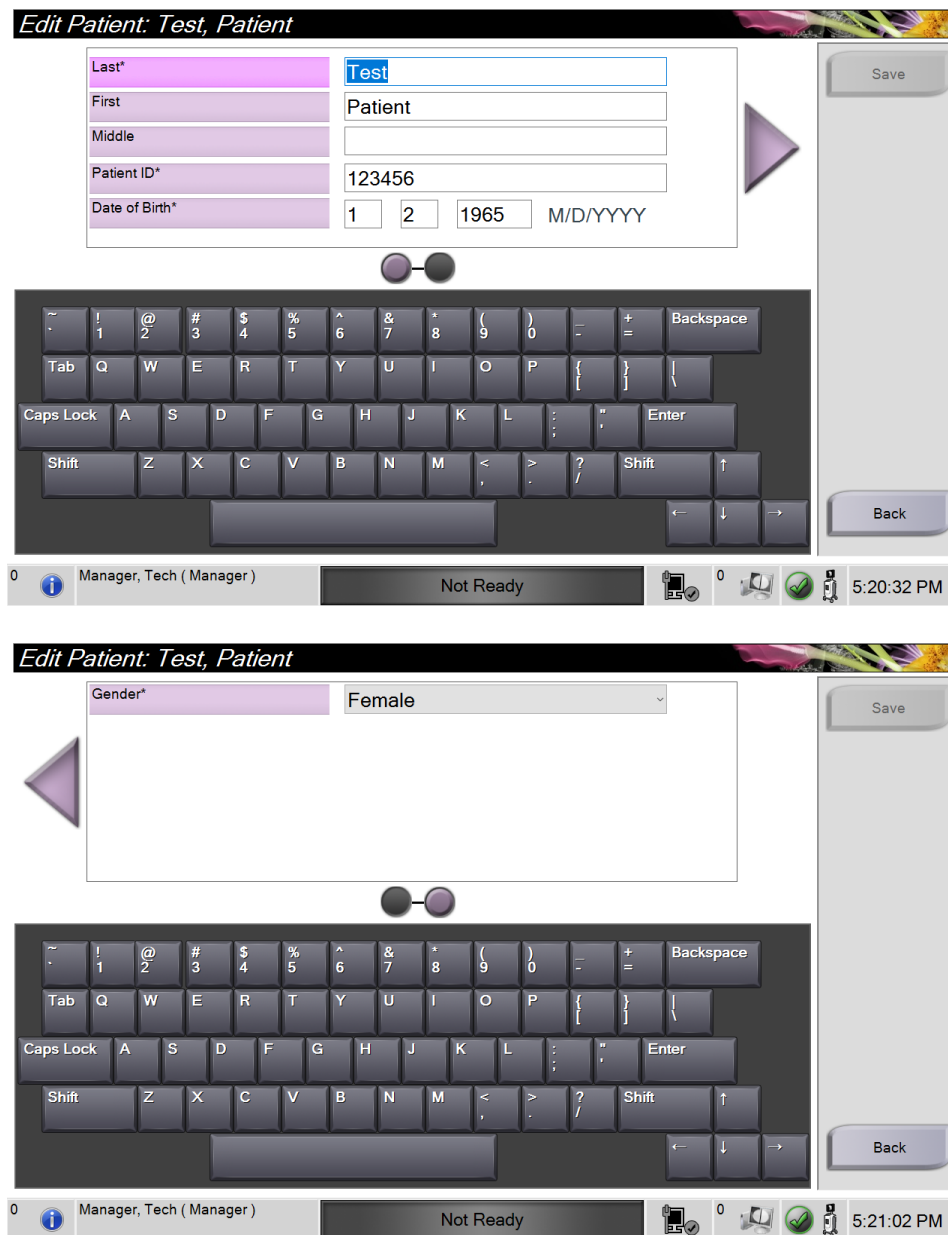 Edit Patient: Test, Patient
Last* Test
First Patient
Middle
Patient ID* 123456
Date of Birth* 1 2 1965 M/D/YYYY
Save
~ ! @ # $ % ^ & * ( ) _ + Backspace
` 1 2 3 4 5 6 7 8 9 0 - =
Tab Q W E R T Y U I O P { } |
[ ] \
Caps Lock A S D F G H J K L : " Enter
; '
Shift Z X C V B N M < > ? Shift ↑
, . /
← ↓ →
Back
0 Manager, Tech ( Manager ) Not Ready 0 5:20:32 PM
Edit Patient: Test, Patient
Gender* Female
Save
~ ! @ # $ % ^ & * ( ) _ + Backspace
` 1 2 3 4 5 6 7 8 9 0 - =
Tab Q W E R T Y U I O P { } |
[ ] \
Caps Lock A S D F G H J K L : " Enter
; '
Shift Z X C V B N M < > ? Shift ↑
, . /
← ↓ →
Back
0 Manager, Tech ( Manager ) Not Ready 0 5:21:02 PM